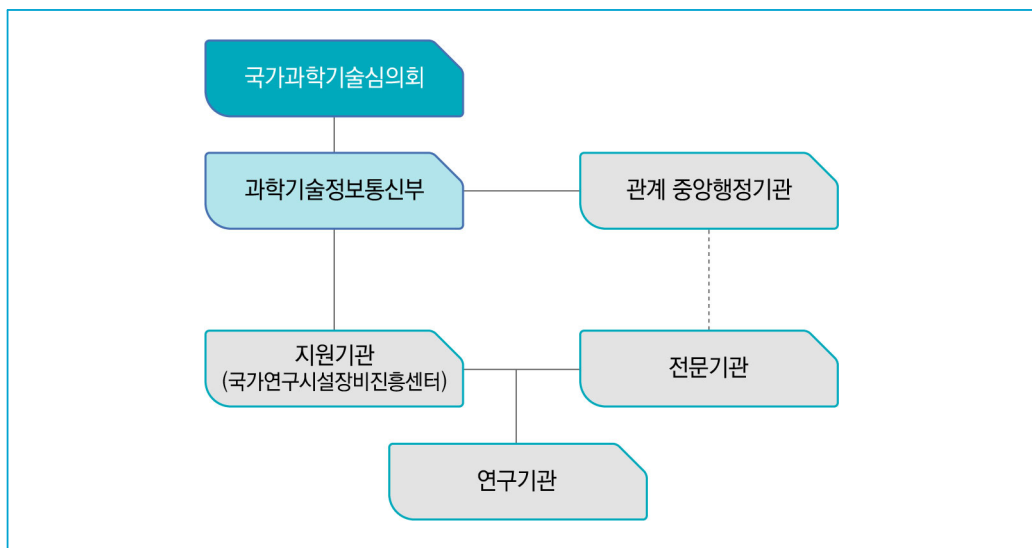 국가과학기술심의회
과학기술정보통신부
관계 중앙행정기관
지원기관
(국가연구시설장비진흥센터)
전문기관
연구기관